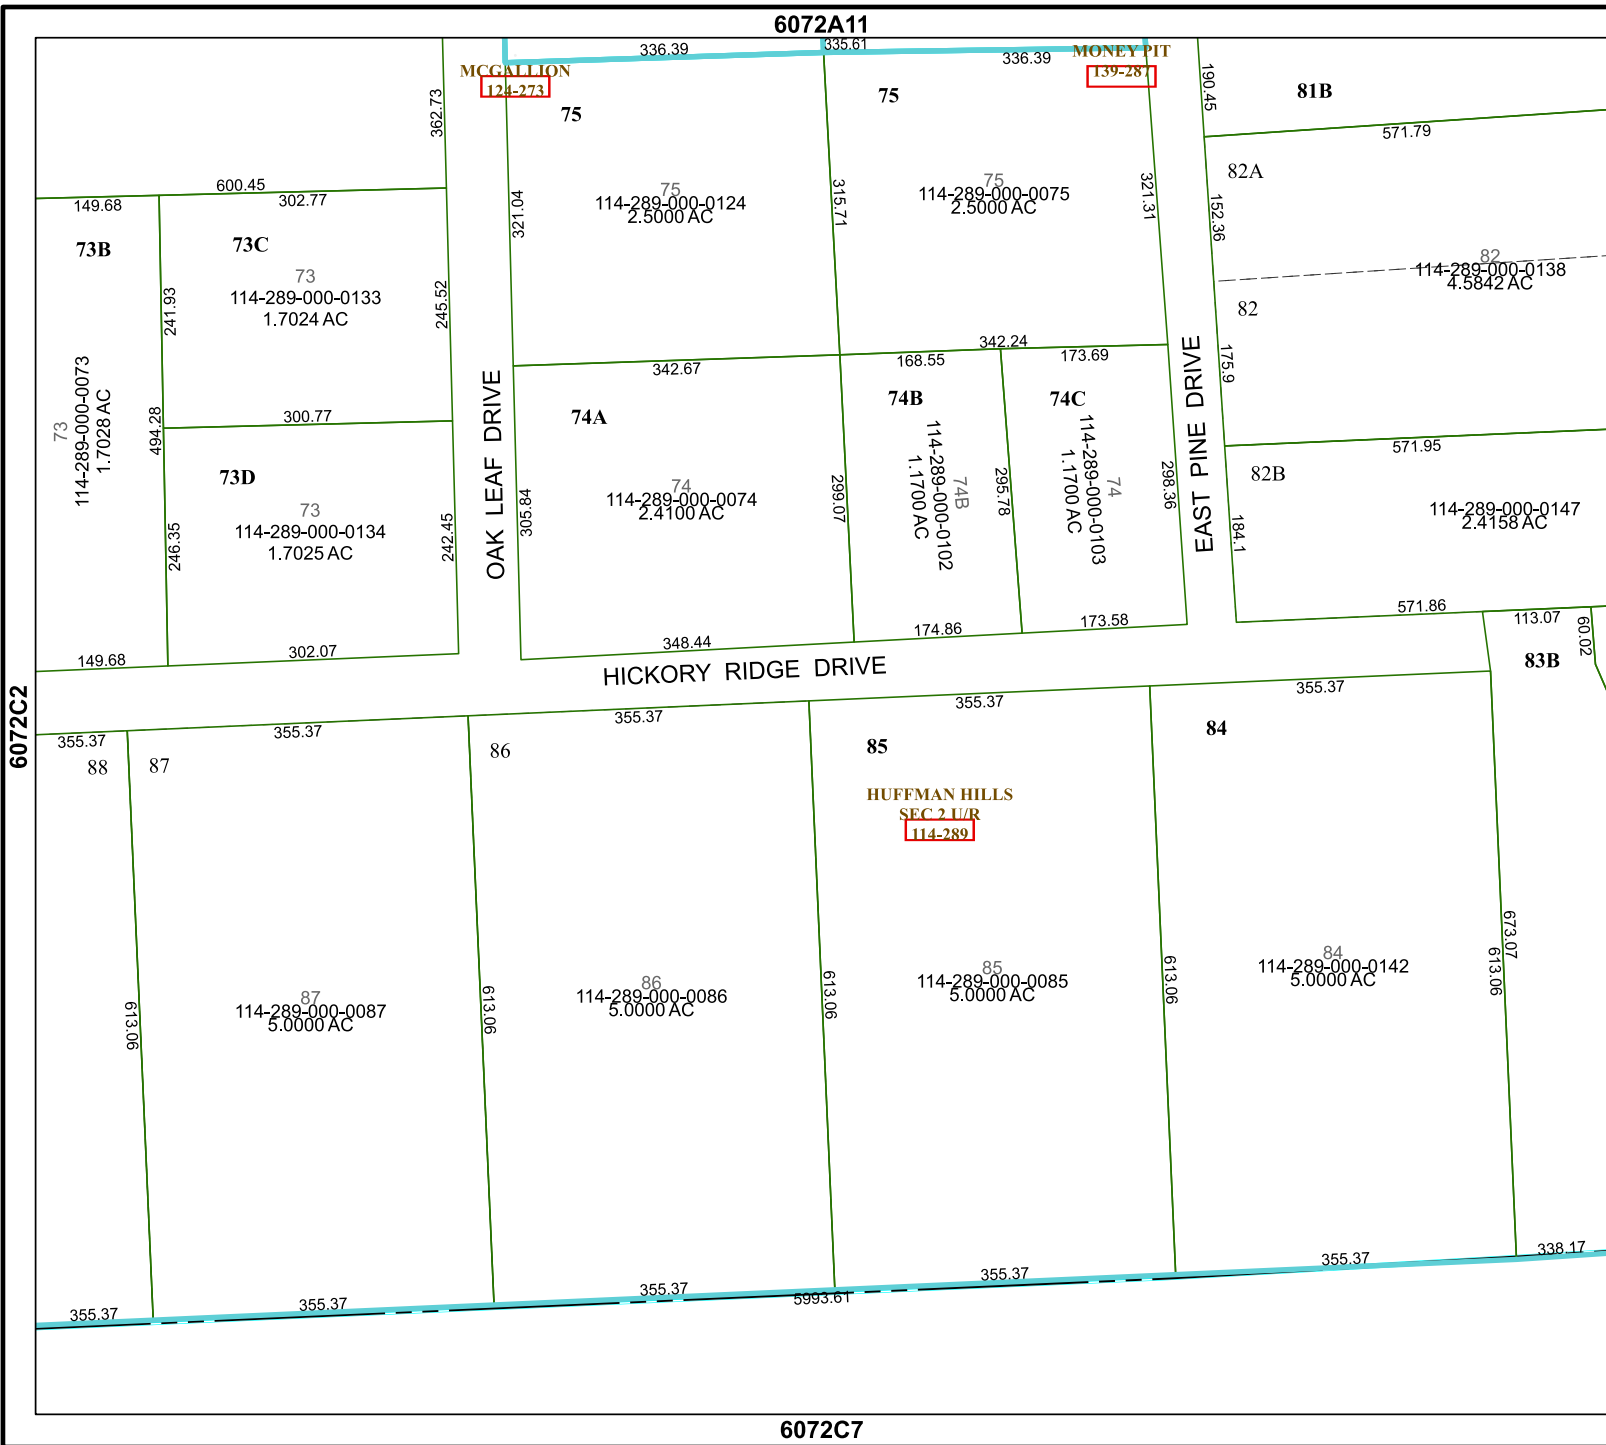 6072A11
336.39
335.61
336.39
MCGALLION
124-273
MONEY PIT
139-287
362.73
190.45
75
75
81B
571.79
600.45
149.68
302.77
321.04
75
114-289-000-0124
2.5000 AC
315.71
75
114-289-000-0075
2.5000 AC
321.31
82A
152.36
73B
73C
73
114-289-000-0133
1.7024 AC
241.93
245.52
82
114-289-000-0138
4.5842 AC
82
342.67
342.24
168.55
173.69
175.9
73
114-289-000-0073
1.7028 AC
494.28
300.77
OAK LEAF DRIVE
74A
74B
74C
EAST PINE DRIVE
571.95
73D
73
114-289-000-0134
1.7025 AC
246.35
242.45
305.84
74
114-289-000-0074
2.4100 AC
299.07
74B
114-289-000-0102
1.1700 AC
295.78
74
114-289-000-0103
1.1700 AC
298.36
82B
184.1
114-289-000-0147
2.4158 AC
571.86
113.07
60.02
149.68
302.07
348.44
174.86
173.58
83B
HICKORY RIDGE DRIVE
6072C2
355.37
355.37
355.37
355.37
355.37
88
87
86
85
84
HUFFMAN HILLS
SEC 2 U/R
114-289
613.06
87
114-289-000-0087
5.0000 AC
613.06
86
114-289-000-0086
5.0000 AC
613.06
85
114-289-000-0085
5.0000 AC
613.06
84
114-289-000-0142
5.0000 AC
613.06
673.07
355.37
355.37
355.37
355.37
355.37
338.17
5993.61
6072C7